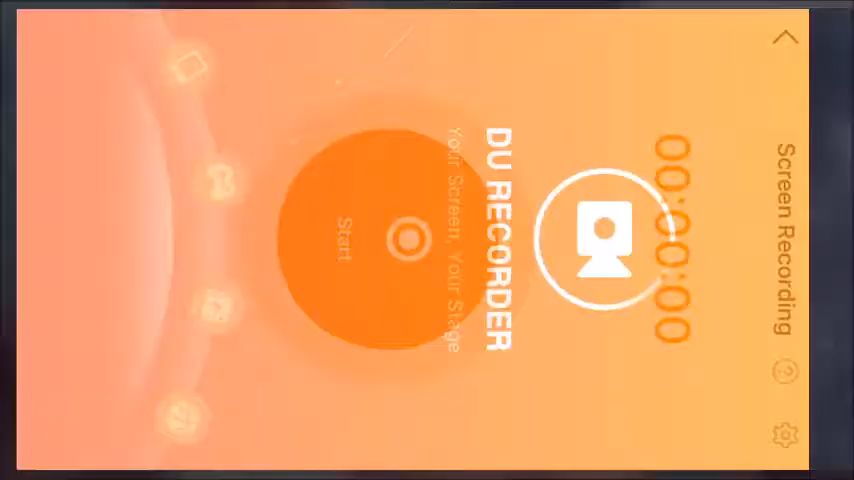 Screen Recording
00:00:00
DU RECORDER
Your Screen, Your Stage
Start